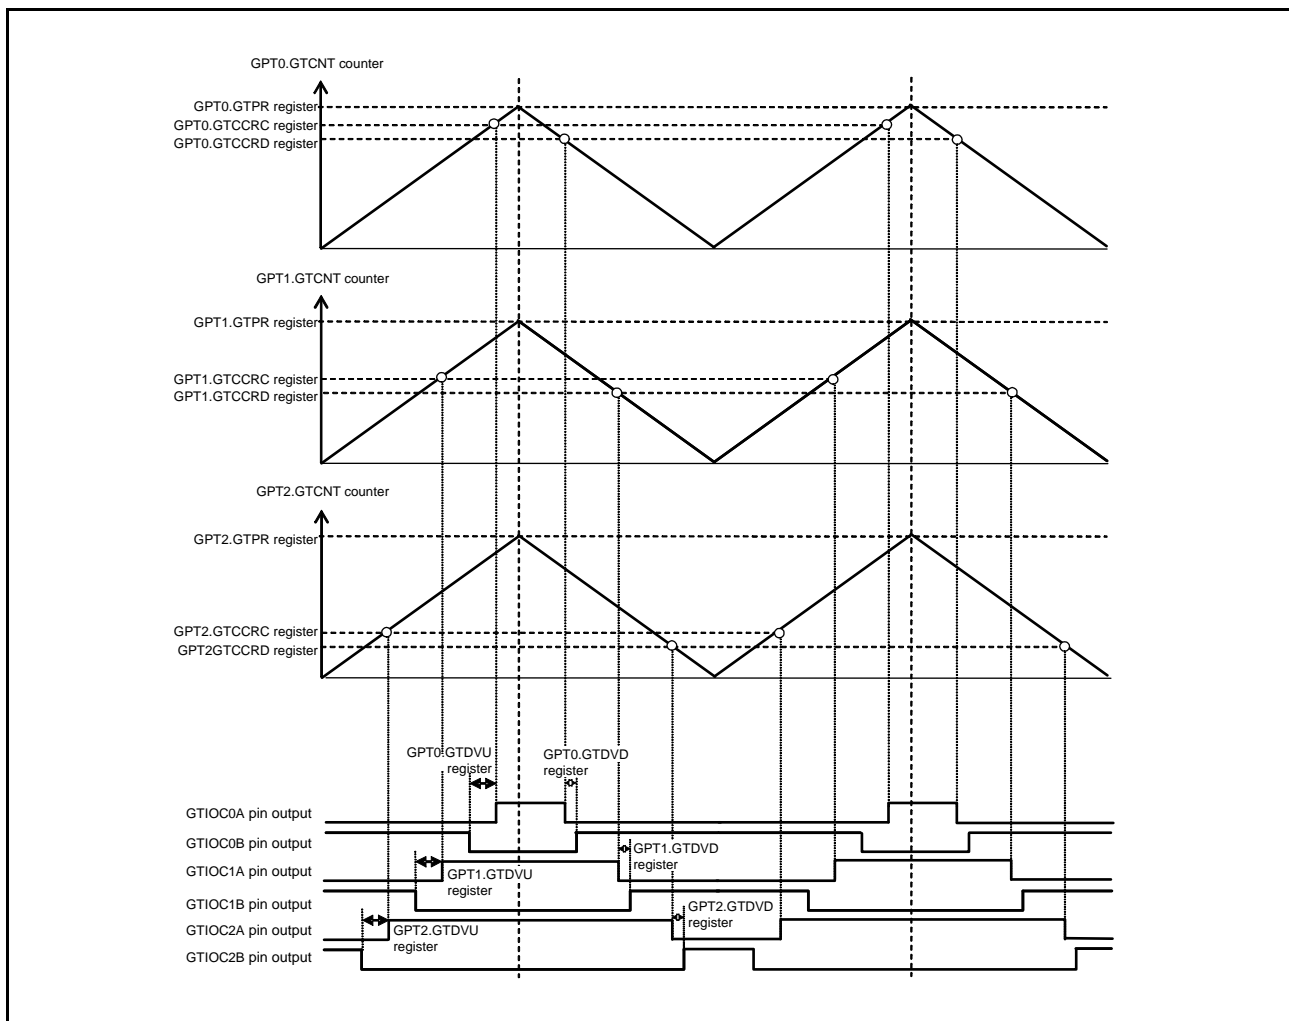 GPT0.GTCNT counter
GPT0.GTPR register
GPT0.GTCCRC register
GPT0.GTCCRD register
GPT1.GTCNT counter
GPT1.GTPR register
GPT1.GTCCRC register
GPT1.GTCCRD register
GPT2.GTCNT counter
GPT2.GTPR register
GPT2.GTCCRC register
GPT2GTCCRD register
GPT0.GTDVU
register
GPT0.GTDVD
register
GTIOC0A pin output
GTIOC0B pin output
GPT1.GTDVD
register
GTIOC1A pin output
GPT1.GTDVU
register
GTIOC1B pin output
GPT2.GTDVD
register
GTIOC2A pin output
GPT2.GTDVU
register
GTIOC2B pin output